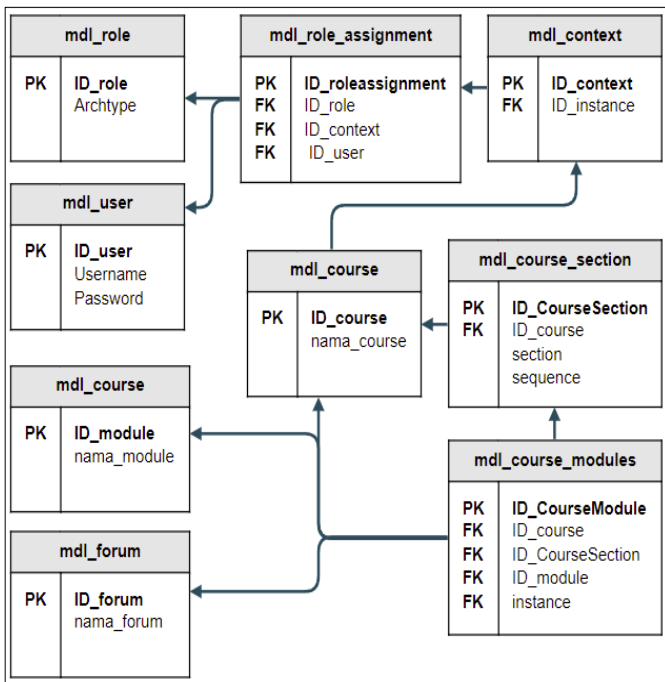 mdl_role
PK ID_role
Archtype
mdl_role_assignment
PK ID_roleassignment
FK ID_role
FK ID_context
FK ID_user
mdl_context
PK ID_context
FK ID_instance
mdl_user
PK ID_user
Username
Password
mdl_course
PK ID_course
nama_course
mdl_course_section
PK ID_CourseSection
FK ID_course
section
sequence
mdl_course
PK ID_module
nama_module
mdl_course_modules
PK ID_CourseModule
FK ID_course
FK ID_CourseSection
FK ID_module
FK instance
mdl_forum
PK ID_forum
nama_forum